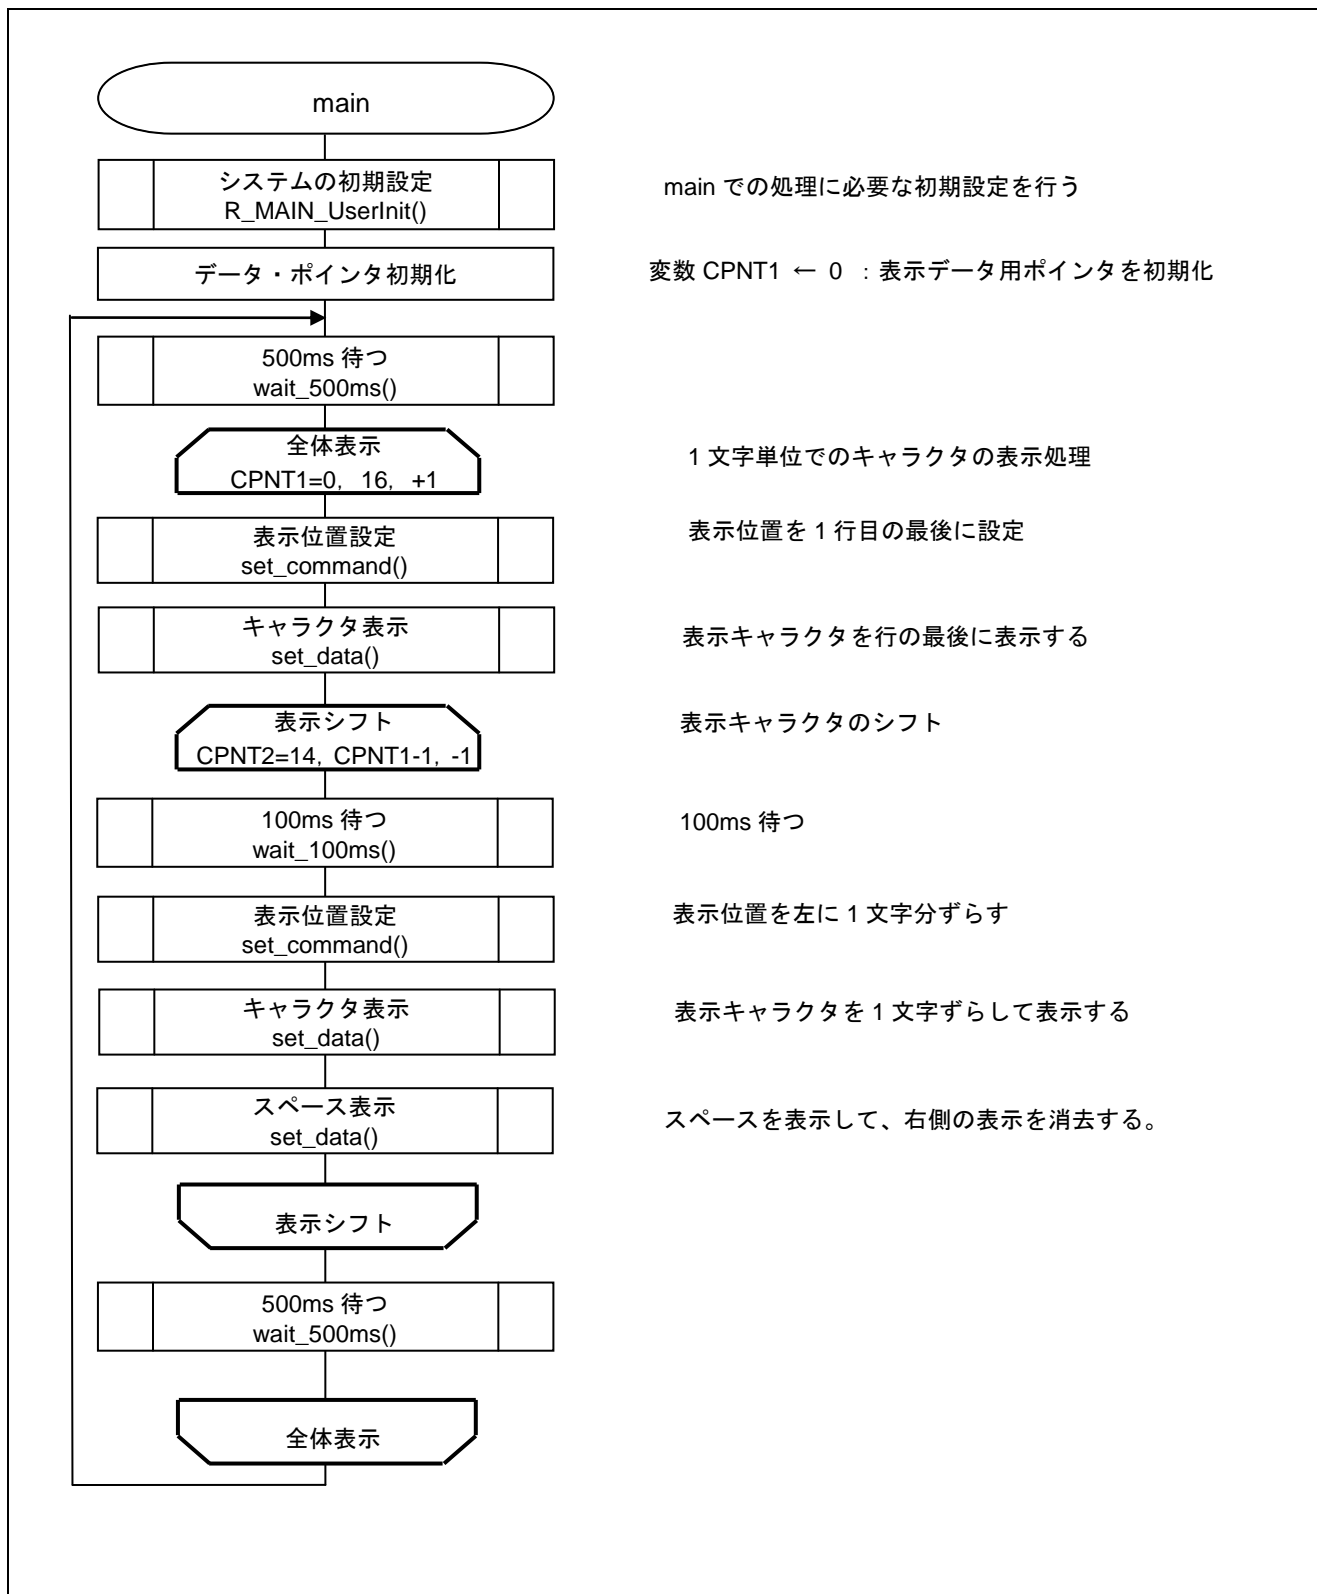 main
システムの初期設定
R_MAIN_UserInit()
main での処理に必要な初期設定を行う
データ・ポインタ初期化
変数 CPNT1 ← 0 ：表示データ用ポインタを初期化
500ms 待つ
wait_500ms()
全体表示
CPNT1=0, 16, +1
1 文字単位でのキャラクタの表示処理
表示位置設定
set_command()
表示位置を 1 行目の最後に設定
キャラクタ表示
set_data()
表示キャラクタを行の最後に表示する
表示シフト
CPNT2=14, CPNT1-1, -1
表示キャラクタのシフト
100ms 待つ
wait_100ms()
100ms 待つ
表示位置設定
set_command()
表示位置を左に 1 文字分ずらす
キャラクタ表示
set_data()
表示キャラクタを 1 文字ずらして表示する
スペース表示
set_data()
スペースを表示して、右側の表示を消去する。
表示シフト
500ms 待つ
wait_500ms()
全体表示